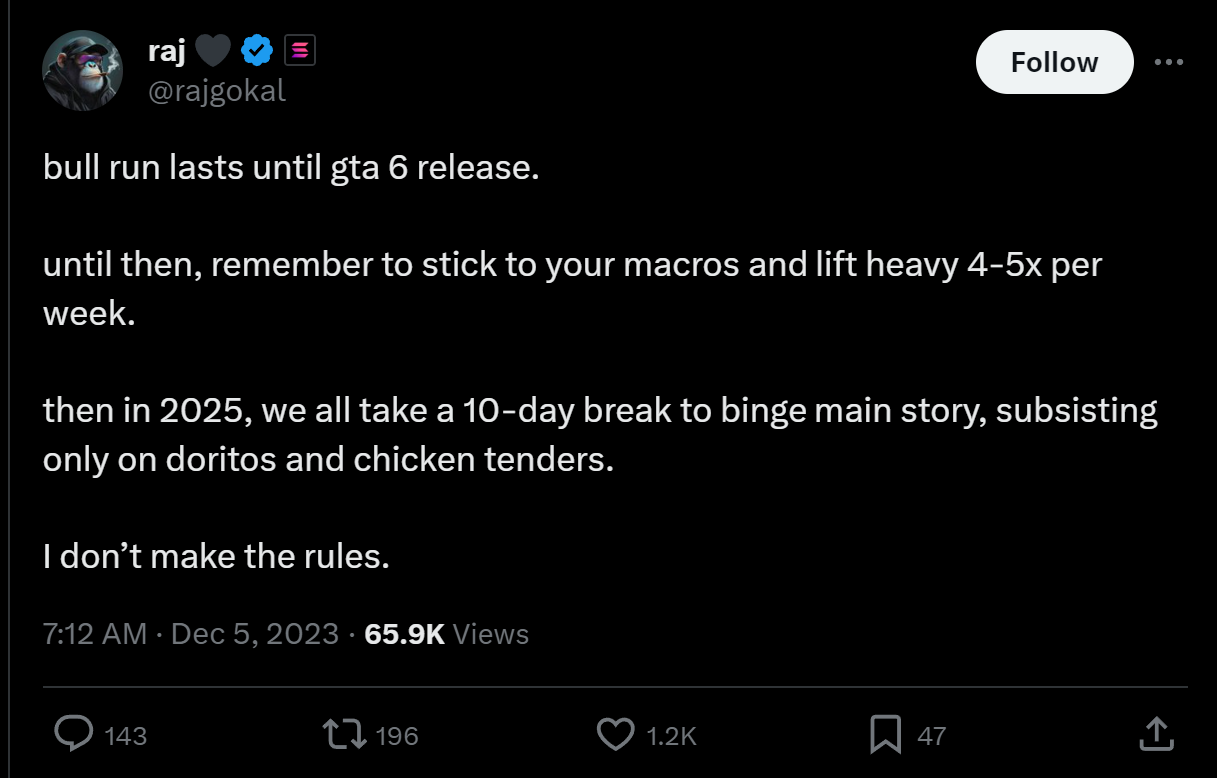 raj 🖤
@rajgokal
Follow
bull run lasts until gta 6 release.
until then, remember to stick to your macros and lift heavy 4-5x per
week.
then in 2025, we all take a 10-day break to binge main story, subsisting
only on doritos and chicken tenders.
I don’t make the rules.
7:12 AM · Dec 5, 2023 · 65.9K Views
143 196 1.2K 47